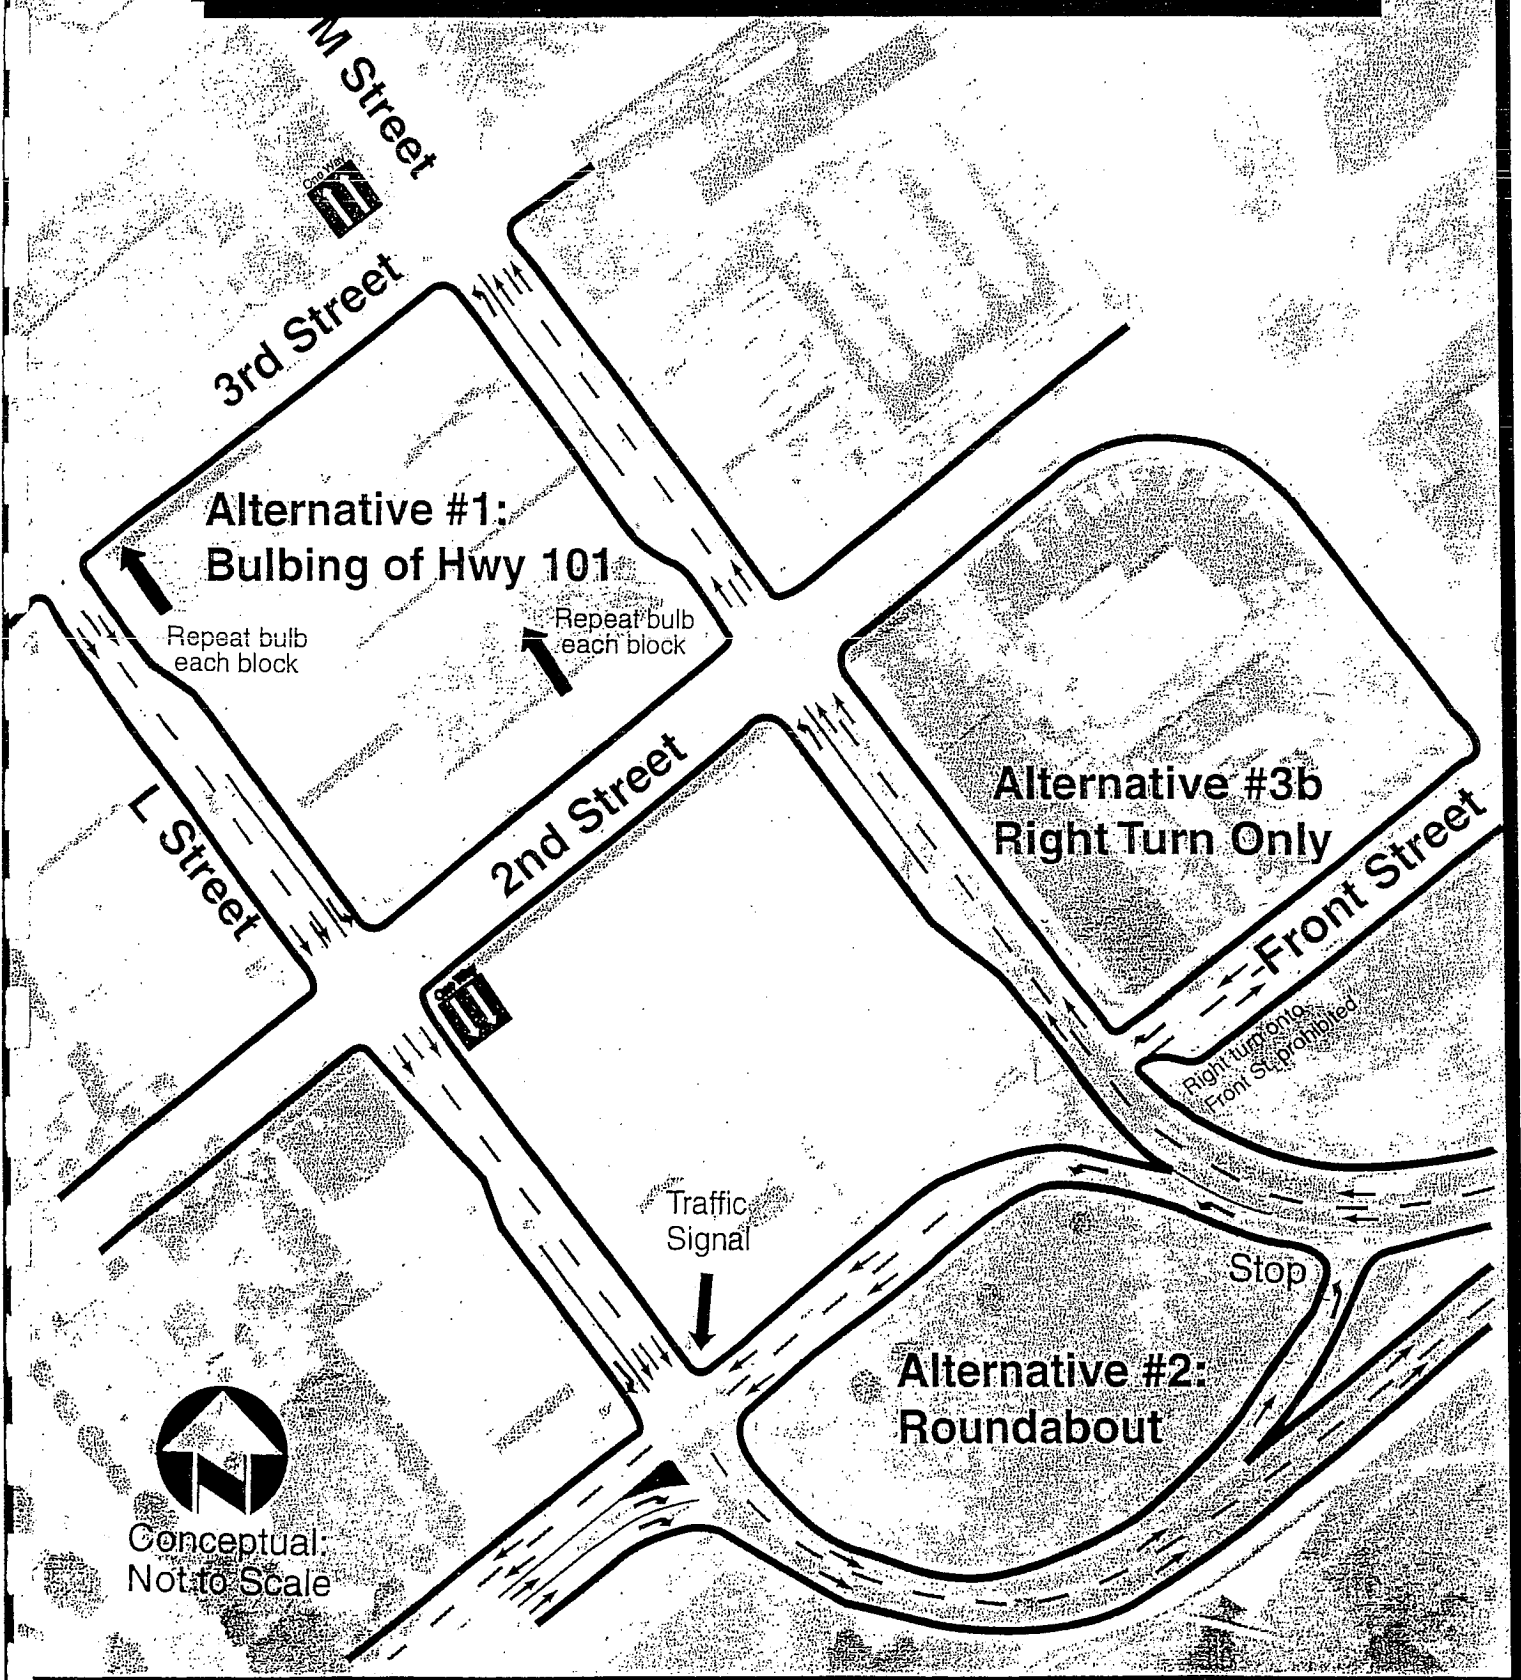 M Street
One Way
3rd Street
Alternative #1:
Bulbing of Hwy 101
Repeat bulb
each block
Repeat bulb
each block
L Street
2nd Street
Alternative #3b
Right Turn Only
Front Street
One Way
Right turn onto
Front St. prohibited
Traffic
Signal
Stop
Alternative #2:
Roundabout
N
Conceptual:
Not to Scale